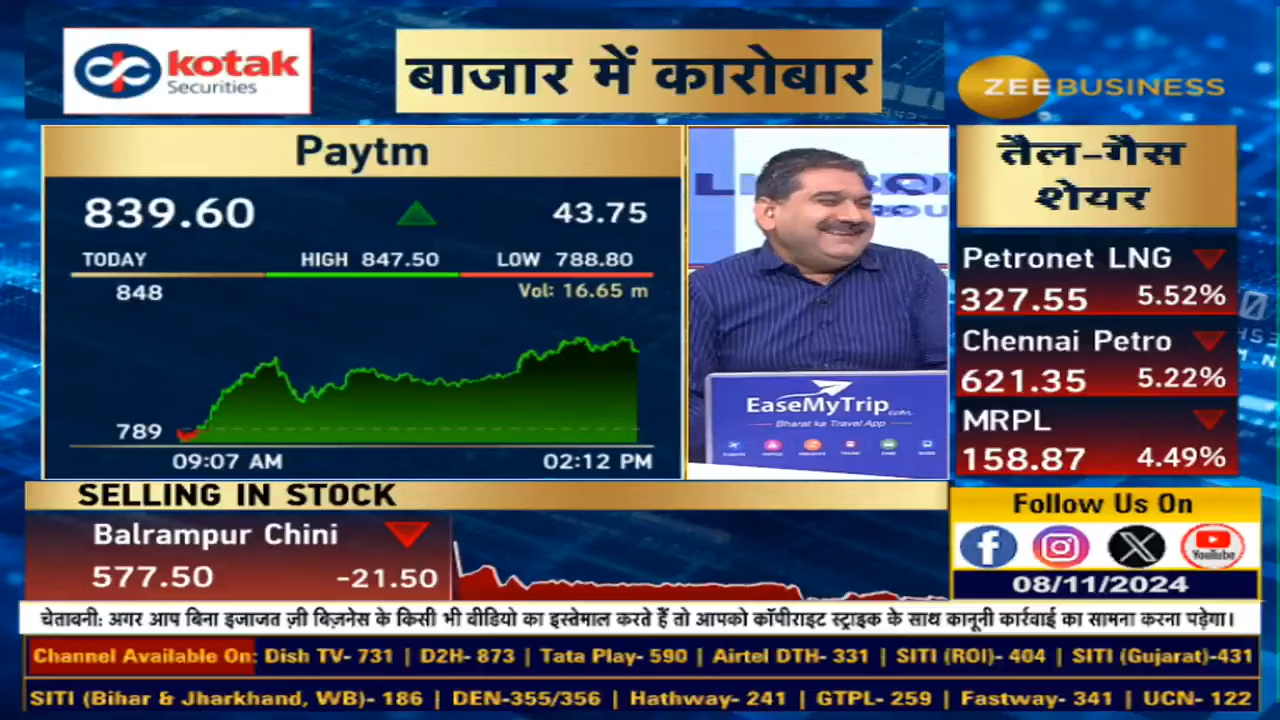 kotak
Securities
बाजार में कारोबार
ZEE BUSINESS
Paytm
839.60 43.75
TODAY HIGH 847.50 LOW 788.80
848 Vol: 16.65 m
789
09:07 AM 02:12 PM
EaseMyTrip.com
Bharat ka Travel App
तैल-गैस
शेयर
Petronet LNG
327.55 5.52%
Chennai Petro
621.35 5.22%
MRPL
158.87 4.49%
SELLING IN STOCK
Balrampur Chini
577.50 -21.50
Follow Us On
YouTube
08/11/2024
चेतावनी: अगर आप बिना इजाजत ज़ी बिज़नेस के किसी भी वीडियो का इस्तेमाल करते हैं तो आपको कॉपीराइट स्ट्राइक के साथ कानूनी कार्रवाई का सामना करना पड़ेगा।
Channel Available On: Dish TV- 731 | D2H- 873 | Tata Play- 590 | Airtel DTH- 331 | SITI (ROI)- 404 | SITI (Gujarat)-431
SITI (Bihar & Jharkhand, WB)- 186 | DEN-355/356 | Hathway- 241 | GTPL- 259 | Fastway- 341 | UCN- 122